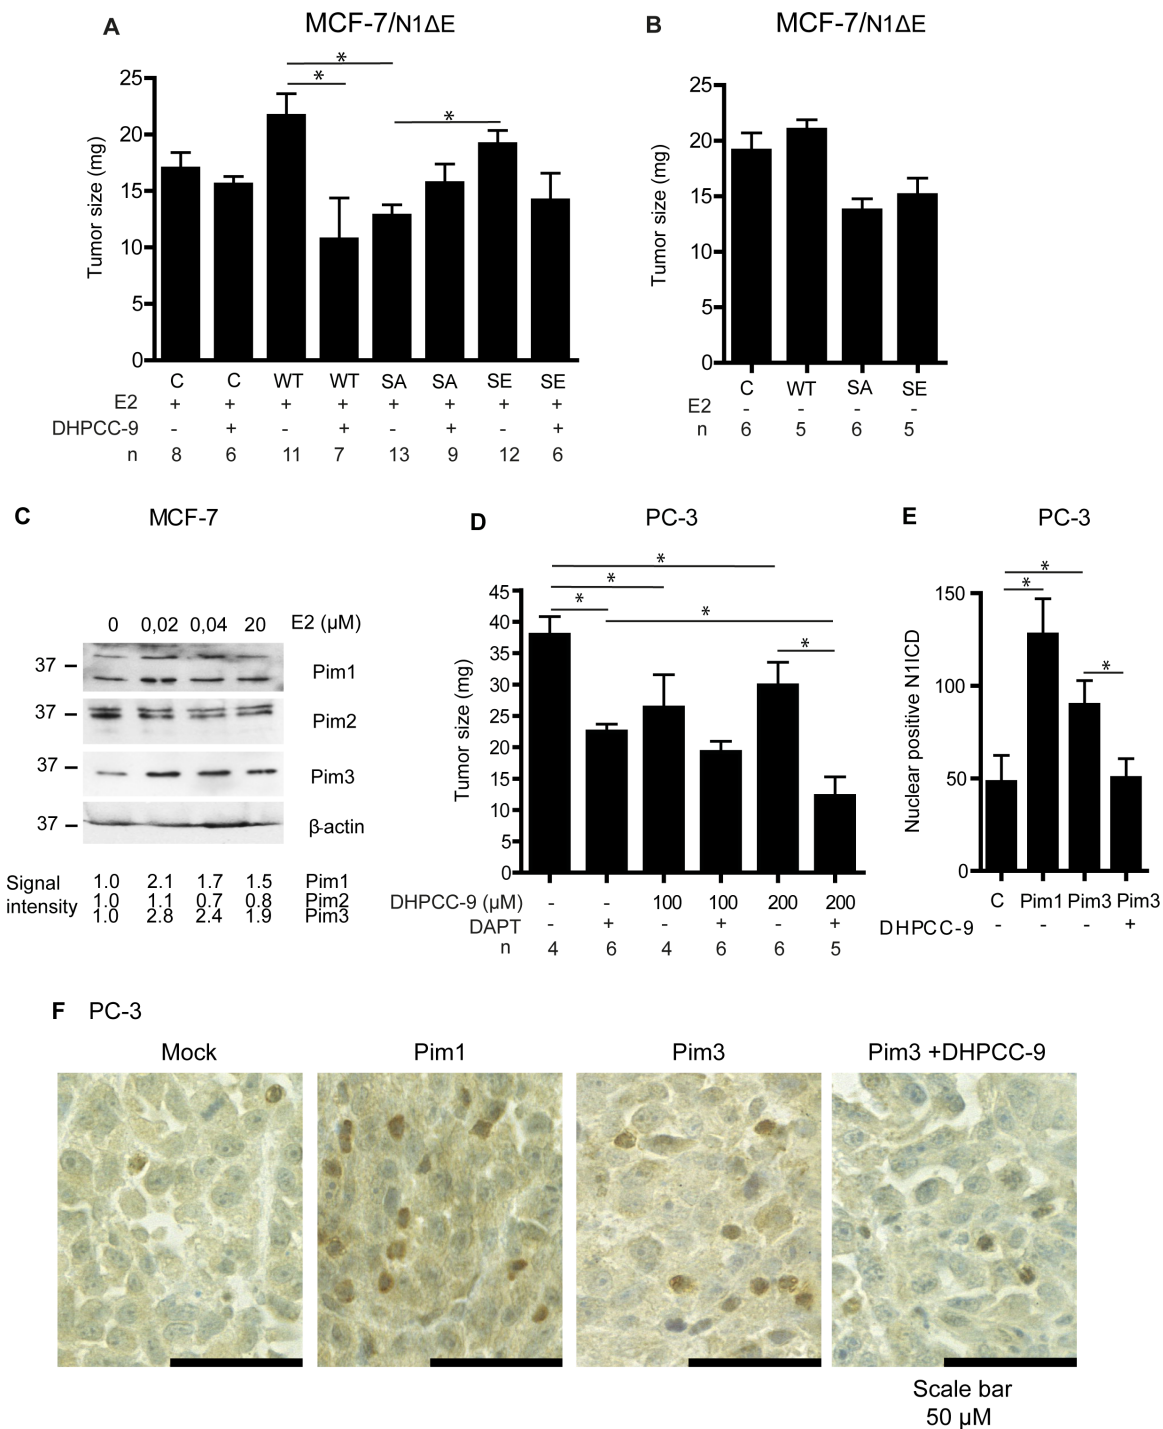 A MCF-7/N1ΔE
Tumor size (mg)
25
20
15
10
5
0
* * *
C C WT WT SA SA SE SE
E2 + + + + + + + +
DHPCC-9 - + - + - + - +
n 8 6 11 7 13 9 12 6
B MCF-7/N1ΔE
Tumor size (mg)
25
20
15
10
5
0
C WT SA SE
E2 - - - -
n 6 5 6 5
C MCF-7
0 0,02 0,04 20 E2 (µM)
37 Pim1
37 Pim2
37 Pim3
37 β-actin
Signal intensity
1.0 2.1 1.7 1.5 Pim1
1.0 1.1 0.7 0.8 Pim2
1.0 2.8 2.4 1.9 Pim3
D PC-3
Tumor size (mg)
45
40
35
30
25
20
15
10
5
0
* * * * *
DHPCC-9 (µM) - - 100 100 200 200
DAPT - + - + - +
n 4 6 4 6 6 5
E PC-3
Nuclear positive N1ICD
150
100
50
0
* * *
C Pim1 Pim3 Pim3
DHPCC-9 - - - +
F PC-3
Mock Pim1 Pim3 Pim3 +DHPCC-9
Scale bar
50 µM